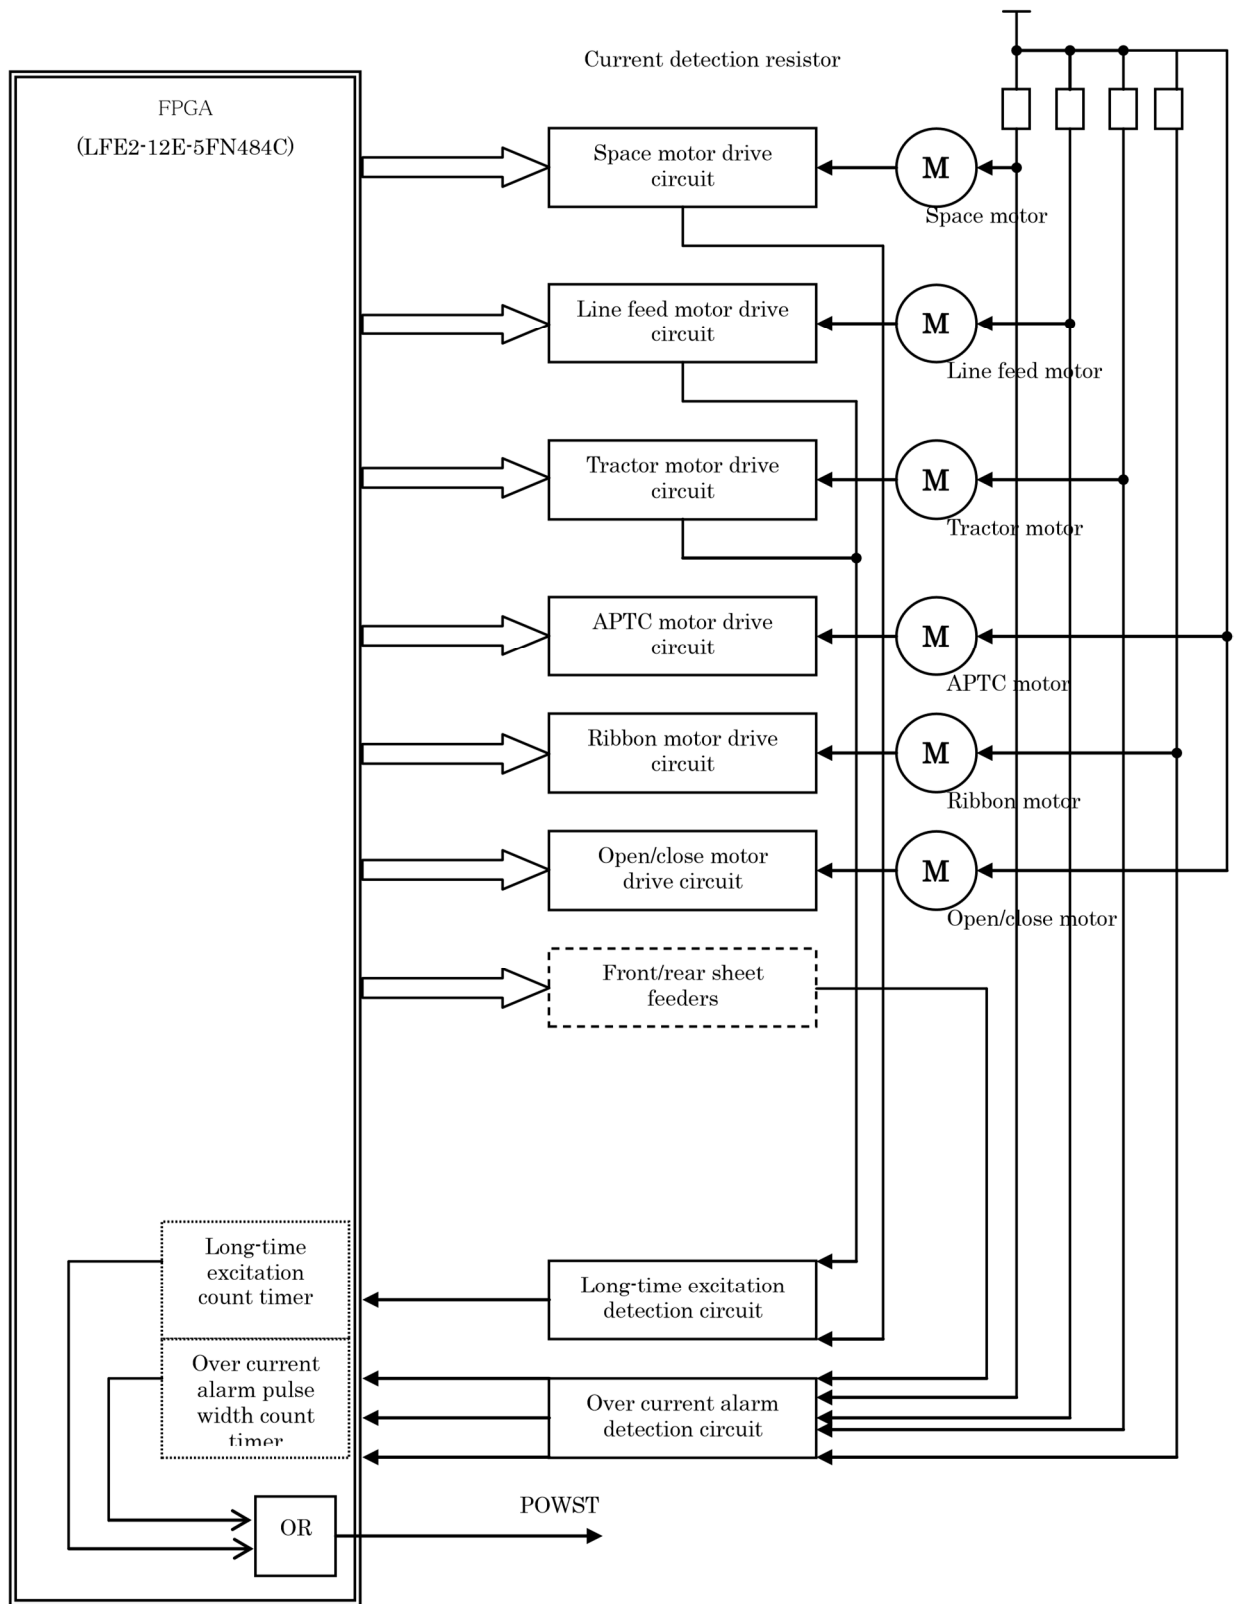 Current detection resistor
FPGA
(LFE2-12E-5FN484C)
Space motor drive
circuit
M
Space motor
Line feed motor drive
circuit
M
Line feed motor
Tractor motor drive
circuit
M
Tractor motor
APTC motor drive
circuit
M
APTC motor
Ribbon motor drive
circuit
M
Ribbon motor
Open/close motor
drive circuit
M
Open/close motor
Front/rear sheet
feeders
Long-time
excitation
count timer
Long-time excitation
detection circuit
Over current
alarm pulse
width count
timer
Over current alarm
detection circuit
POWST
OR